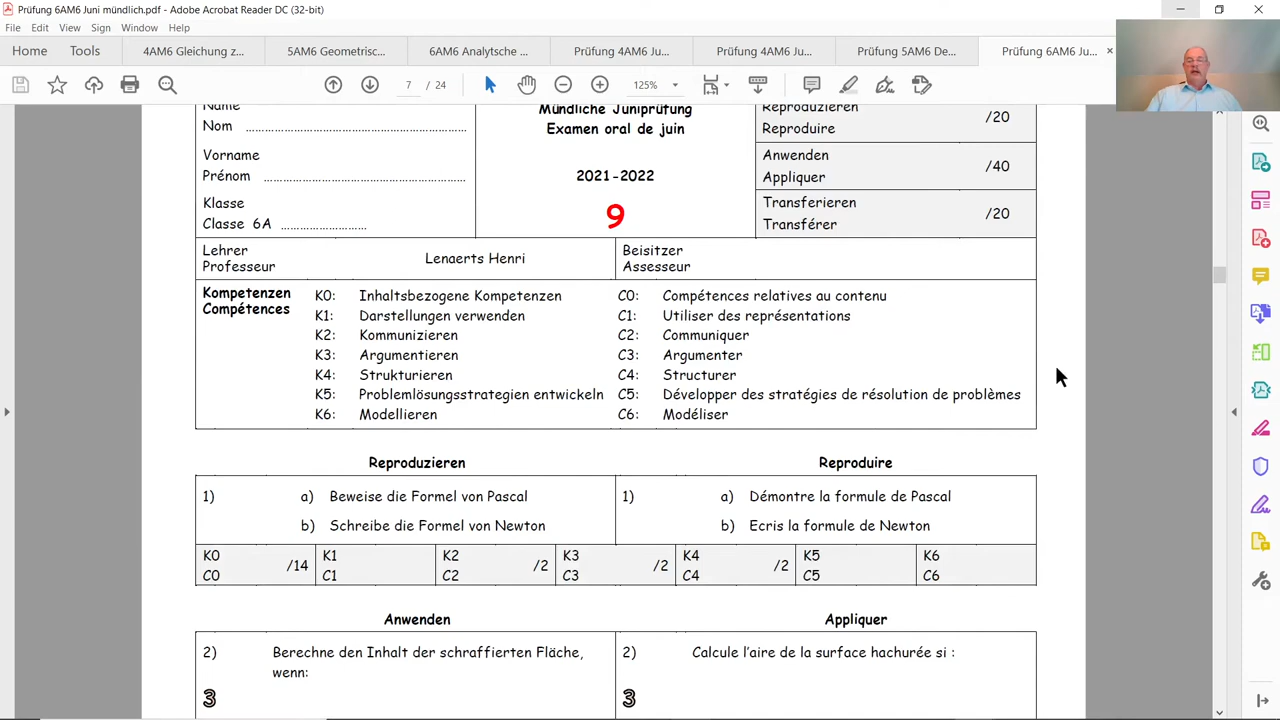 Prüfung 6AM6 Juni mündlich.pdf - Adobe Acrobat Reader DC (32-bit)
File Edit View Sign Window Help
Home Tools 4AM6 Gleichung z... 5AM6 Geometrisc... 6AM6 Analytsche ... Prüfung 4AM6 Ju... Prüfung 4AM6 Ju... Prüfung 5AM6 De... Prüfung 6AM6 Ju... ×
7 / 24 125%
Name
Nom ....................
Mündliche Juniprüfung
Examen oral de juin
Reproduzieren
Reproduire /20
Vorname
Prénom ....................
2021-2022
Anwenden
Appliquer /40
Klasse
Classe 6A ....................
9
Transferieren
Transférer /20
Lehrer
Professeur
Lenaerts Henri
Beisitzer
Assesseur
Kompetenzen
Compétences
K0: Inhaltsbezogene Kompetenzen C0: Compétences relatives au contenu
K1: Darstellungen verwenden C1: Utiliser des représentations
K2: Kommunizieren C2: Communiquer
K3: Argumentieren C3: Argumenter
K4: Strukturieren C4: Structurer
K5: Problemlösungsstrategien entwickeln C5: Développer des stratégies de résolution de problèmes
K6: Modellieren C6: Modéliser
Reproduzieren Reproduire
1) a) Beweise die Formel von Pascal 1) a) Démontre la formule de Pascal
b) Schreibe die Formel von Newton b) Ecris la formule de Newton
K0 /14 K1 K2 /2 K3 /2 K4 /2 K5 K6
C0 C1 C2 C3 C4 C5 C6
Anwenden Appliquer
2) Berechne den Inhalt der schraffierten Fläche, 2) Calcule l'aire de la surface hachurée si :
wenn:
3 3